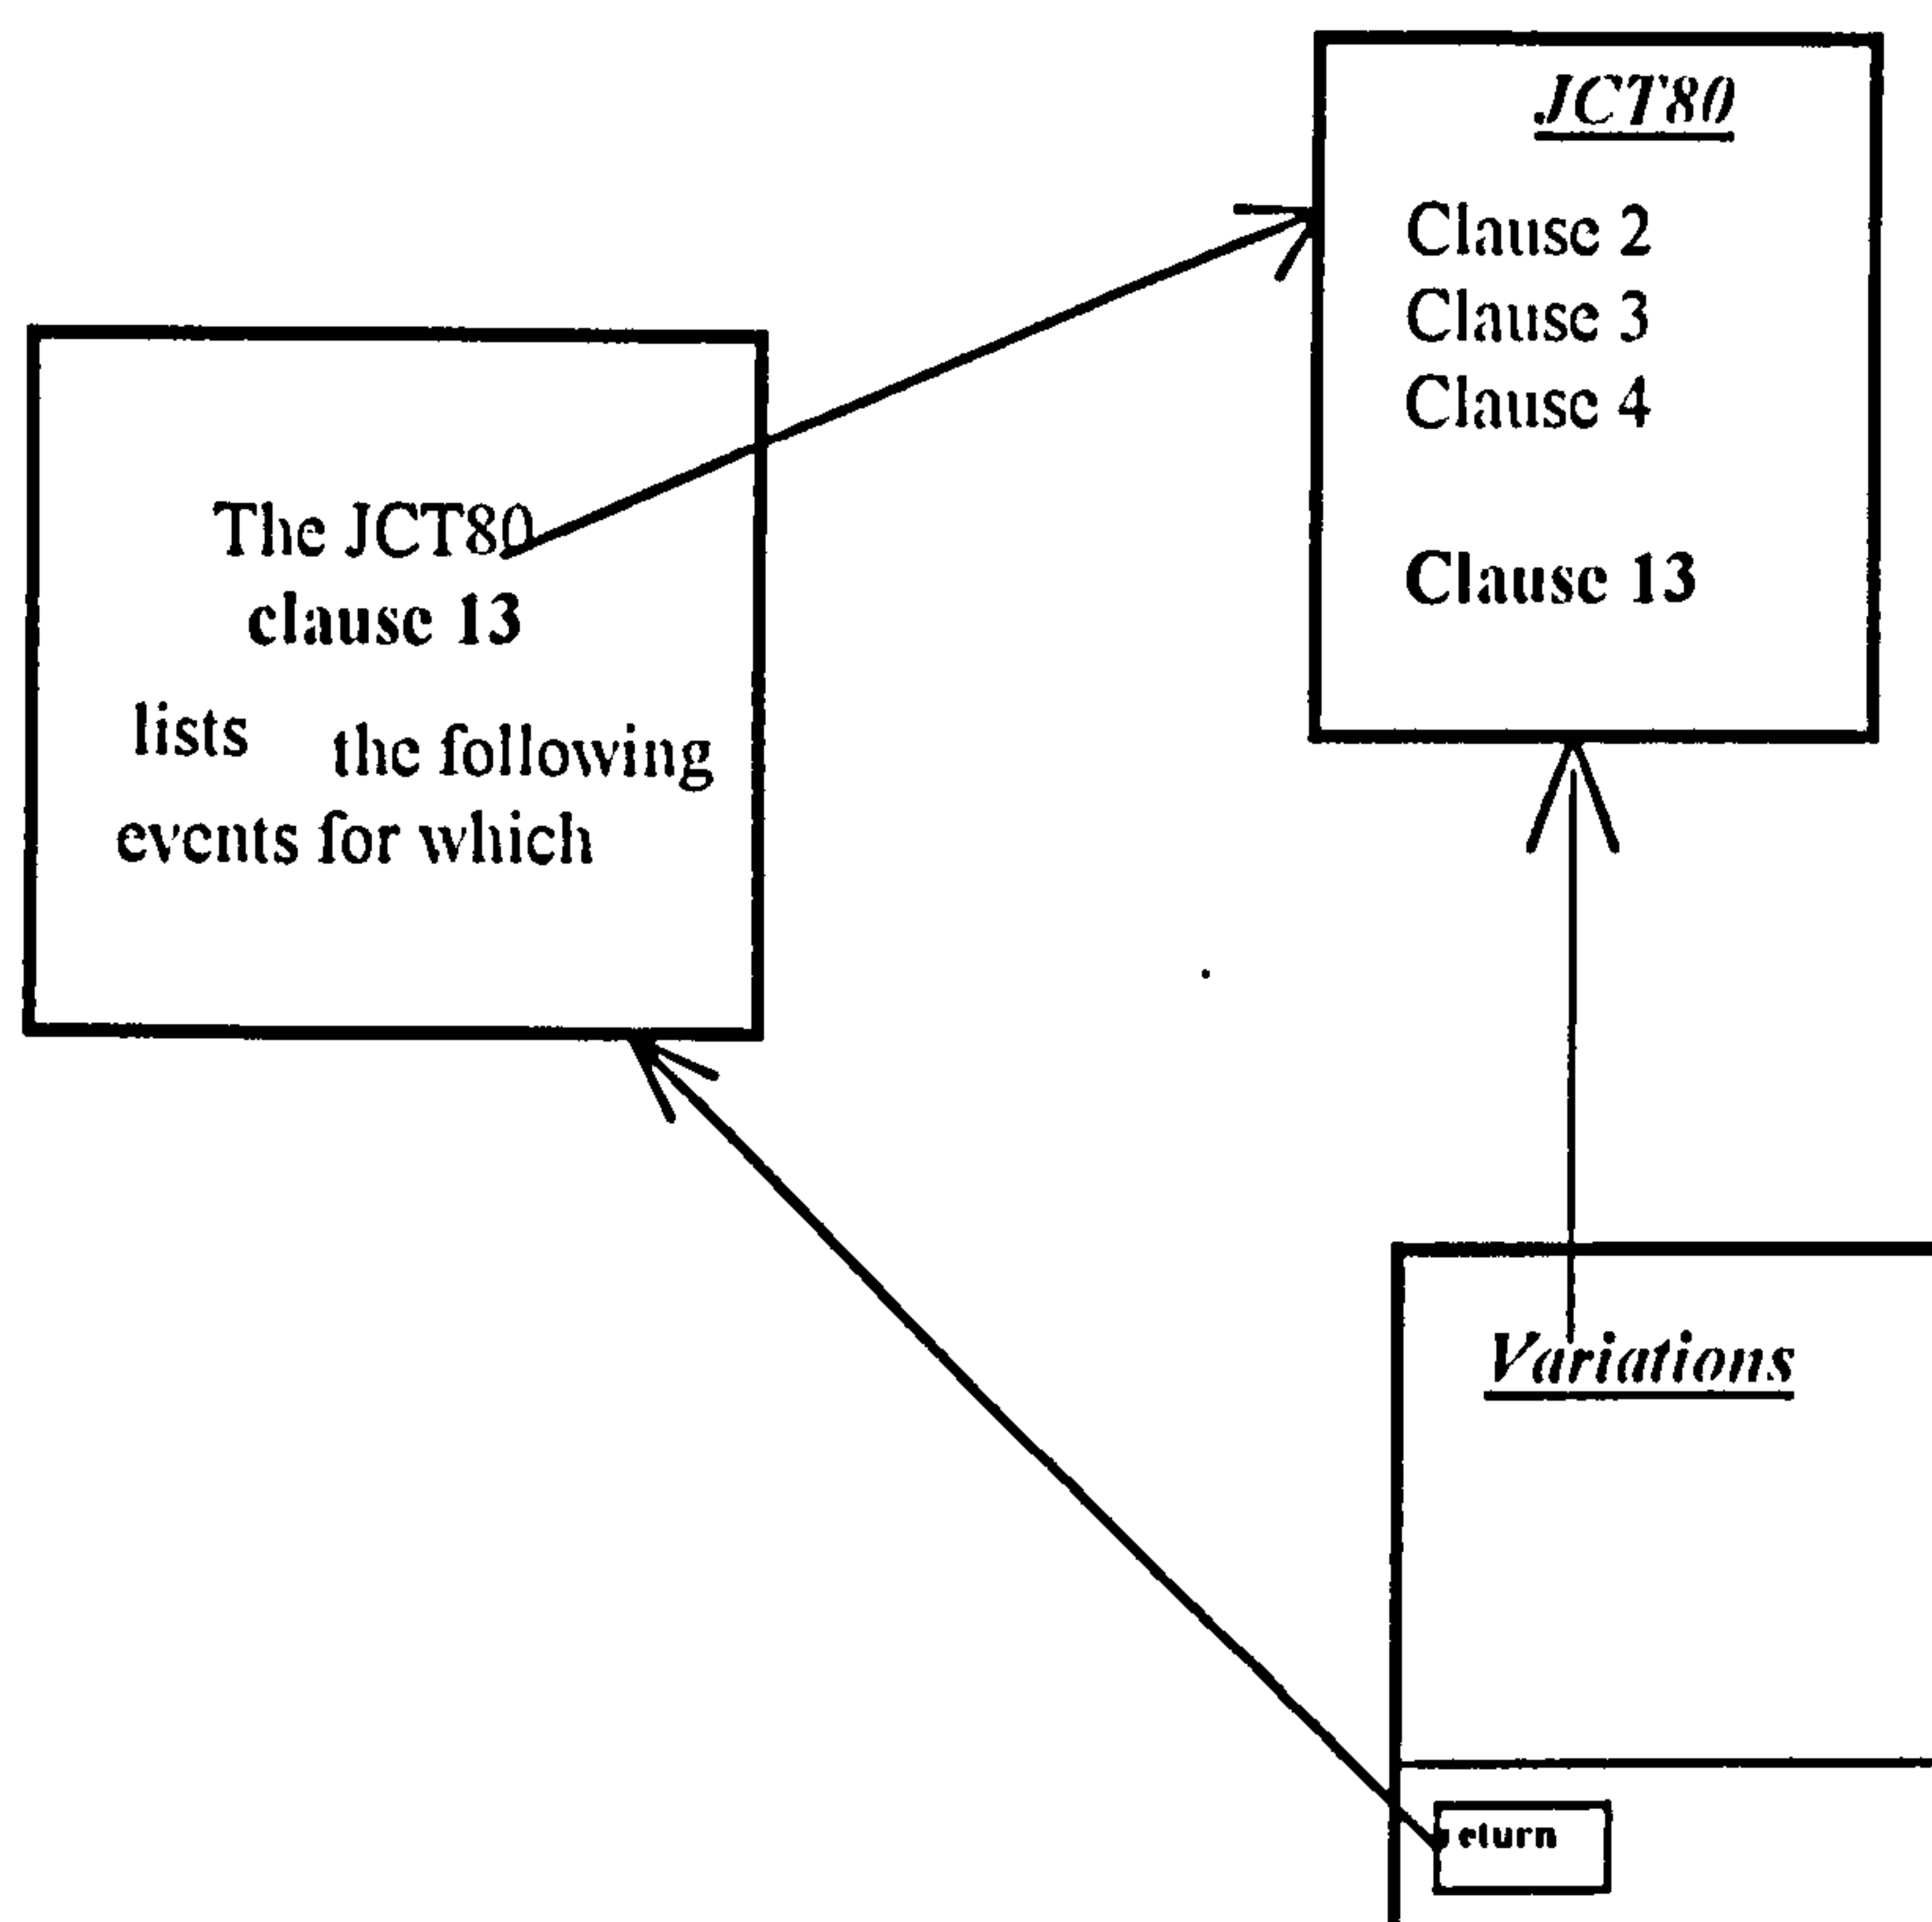 JCT80
Clause 2
Clause 3
Clause 4
Clause 13
The JCT80
clause 13
lists the following
events for which
Variations
return